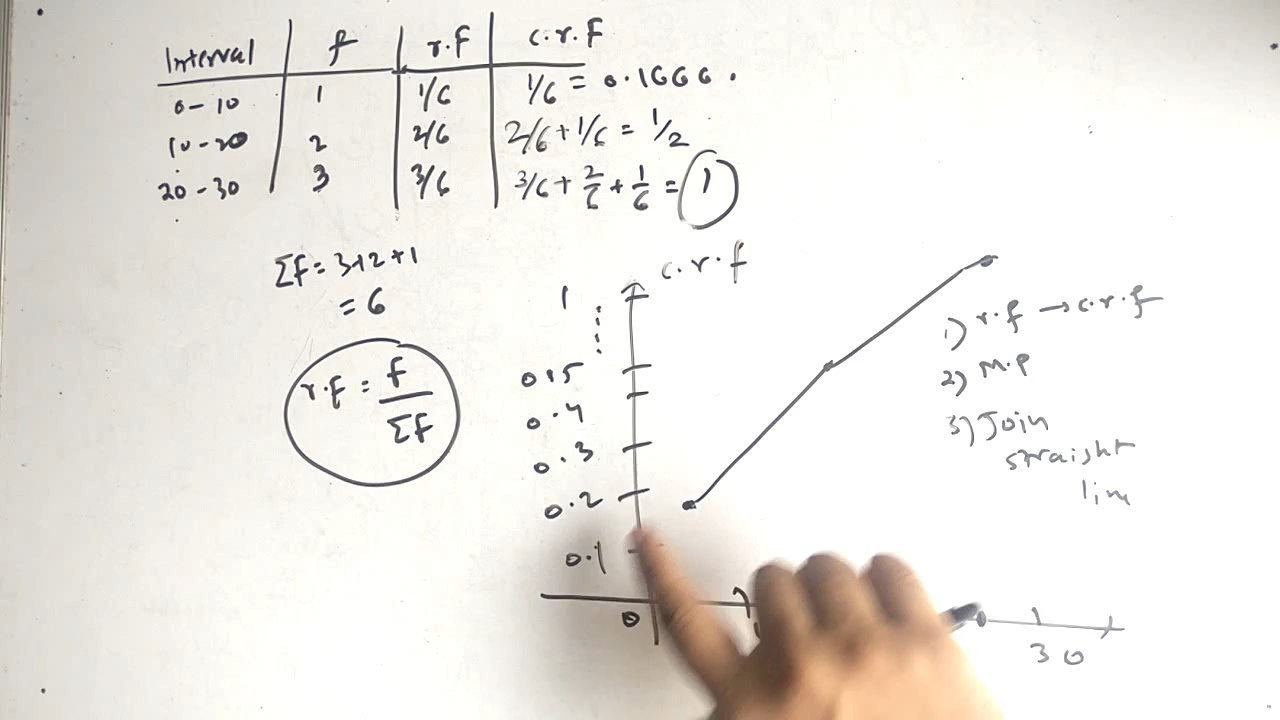 Interval f r.f c.r.f
0-10 1 1/6 1/6 = 0.1666.
10-20 2 2/6 2/6+1/6 = 1/2
20-30 3 3/6 3/6 + 2/6 + 1/6 = 1
Σf = 3+2+1
= 6
r.f = f/Σf
c.r.f
1
0.5
0.4
0.3
0.2
0.1
0
30
1) r.f → c.r.f
2) M.P
3) Join
straight
line